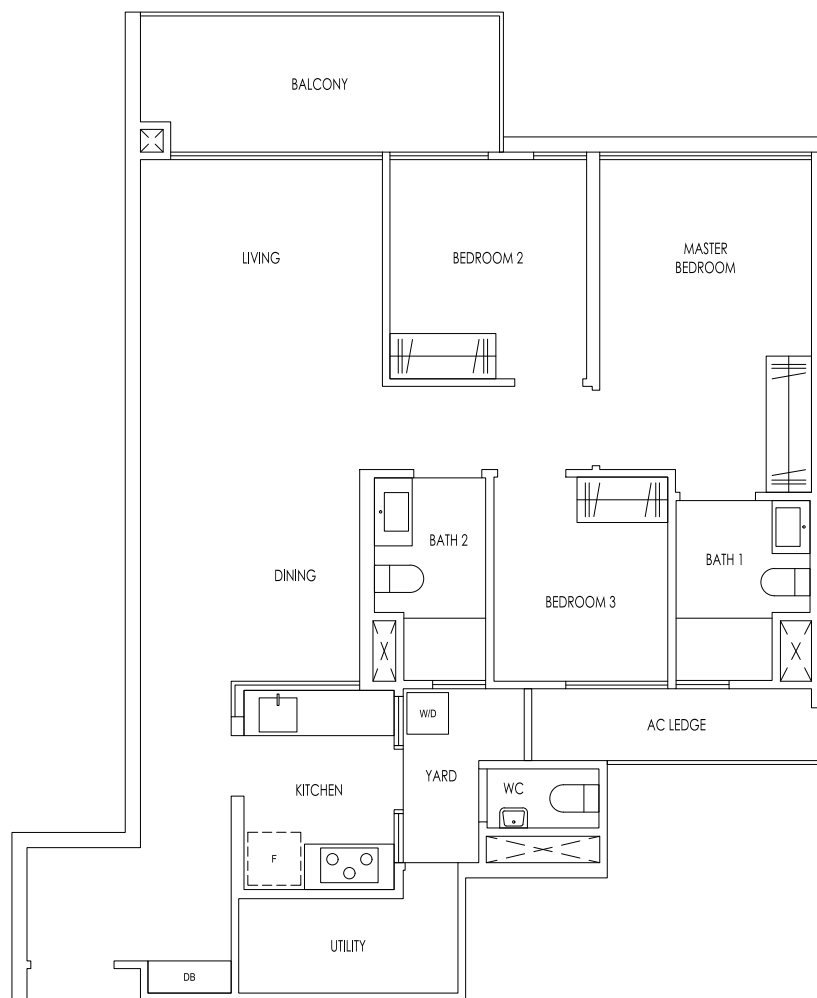 BALCONY
LIVING
BEDROOM 2
MASTER
BEDROOM
BATH 2
BATH 1
DINING
BEDROOM 3
W/D
AC LEDGE
YARD
KITCHEN
WC
F
UTILITY
DB